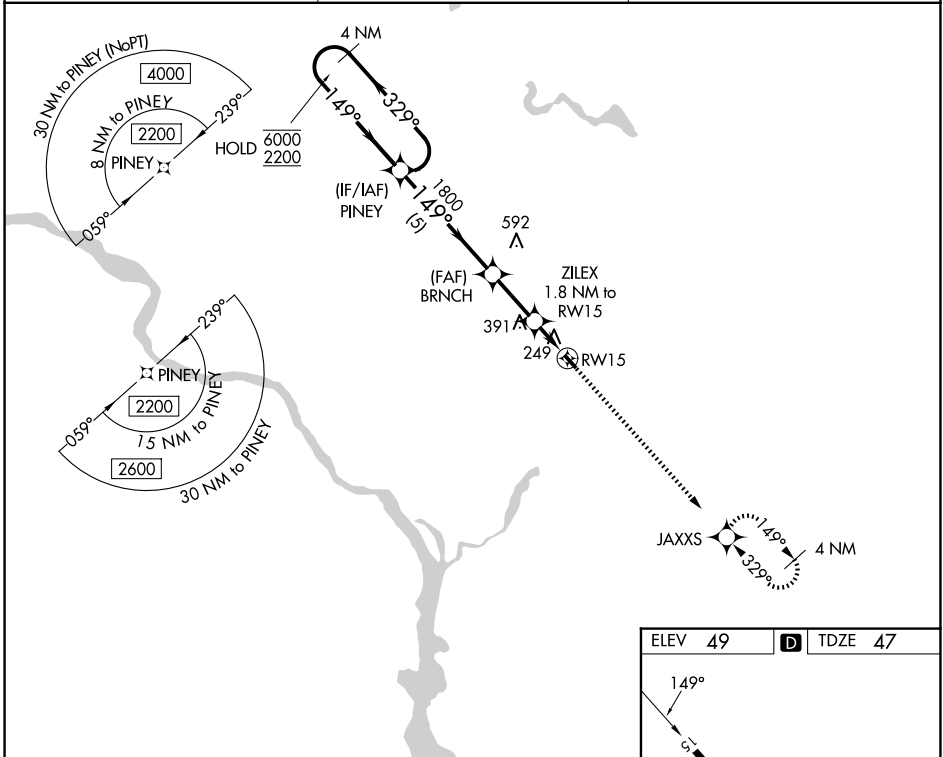 4 NM
30 NM to PINEY (NoPT)
4000
8 NM to PINEY
2200
239°
PINEY
059°
HOLD 6000
2200
149°
329°
(IF/IAF)
PINEY
1800
149°
(5)
592
(FAF)
BRNCH
ZILEX
1.8 NM to
RW15
391
249
RW15
239°
PINEY
059°
2200
15 NM to PINEY
2600
30 NM to PINEY
JAXXS
149°
329°
4 NM
ELEV 49
D
TDZE 47
149°
15